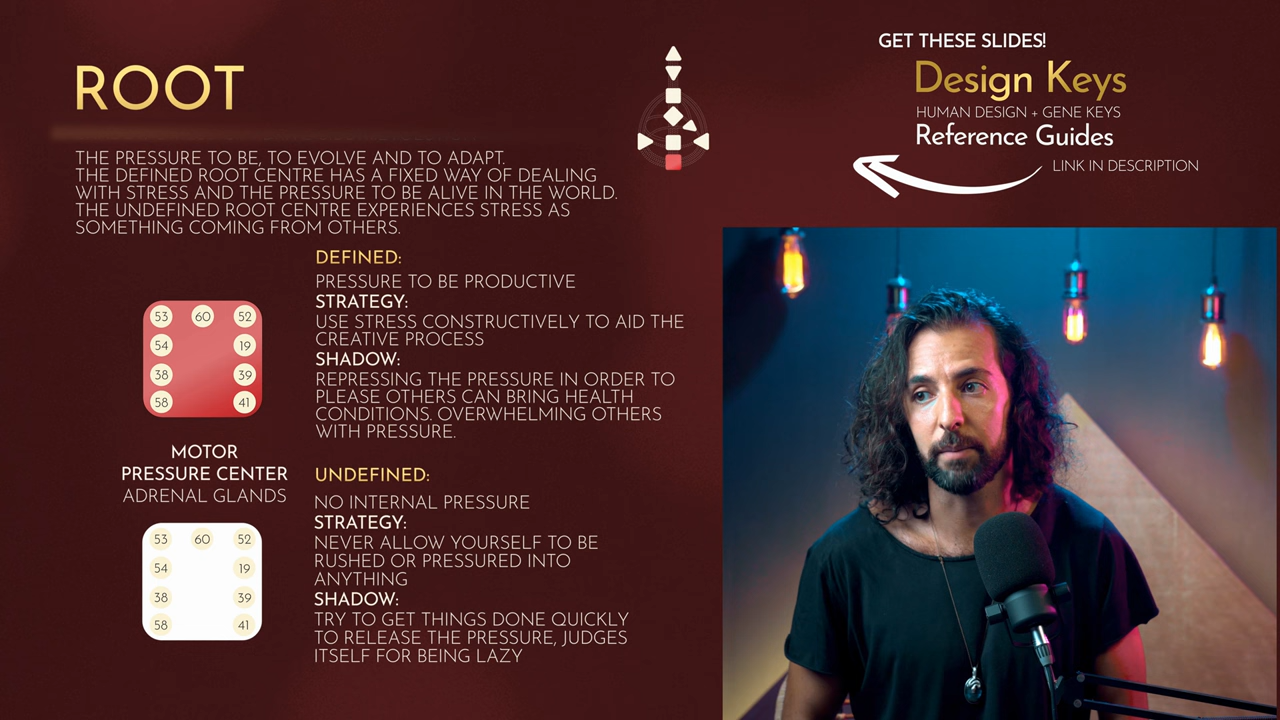 ROOT
THE PRESSURE TO BE, TO EVOLVE AND TO ADAPT.
THE DEFINED ROOT CENTRE HAS A FIXED WAY OF DEALING
WITH STRESS AND THE PRESSURE TO BE ALIVE IN THE WORLD.
THE UNDEFINED ROOT CENTRE EXPERIENCES STRESS AS
SOMETHING COMING FROM OTHERS.
GET THESE SLIDES!
Design Keys
HUMAN DESIGN + GENE KEYS
Reference Guides
LINK IN DESCRIPTION
53 60 52
54 19
38 39
58 41
MOTOR
PRESSURE CENTER
ADRENAL GLANDS
53 60 52
54 19
38 39
58 41
DEFINED:
PRESSURE TO BE PRODUCTIVE
STRATEGY:
USE STRESS CONSTRUCTIVELY TO AID THE
CREATIVE PROCESS
SHADOW:
REPRESSING THE PRESSURE IN ORDER TO
PLEASE OTHERS CAN BRING HEALTH
CONDITIONS. OVERWHELMING OTHERS
WITH PRESSURE.
UNDEFINED:
NO INTERNAL PRESSURE
STRATEGY:
NEVER ALLOW YOURSELF TO BE
RUSHED OR PRESSURED INTO
ANYTHING
SHADOW:
TRY TO GET THINGS DONE QUICKLY
TO RELEASE THE PRESSURE, JUDGES
ITSELF FOR BEING LAZY